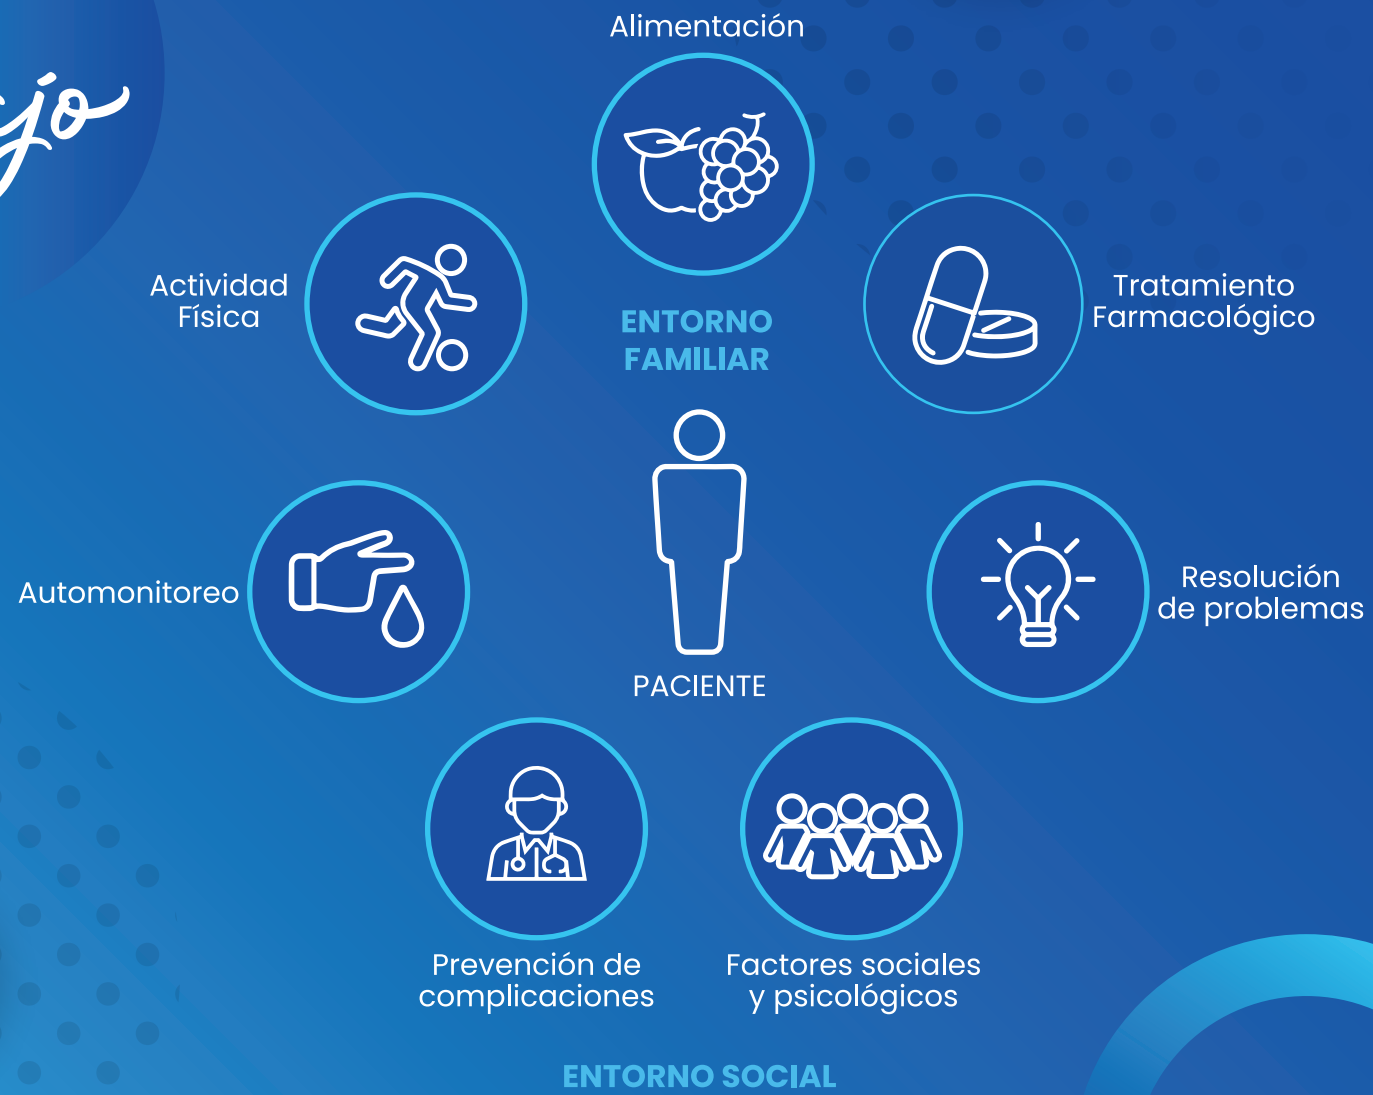 Alimentación
Actividad
Física
ENTORNO
FAMILIAR
Tratamiento
Farmacológico
Automonitoreo
Resolución
de problemas
PACIENTE
Prevención de
complicaciones
Factores sociales
y psicológicos
ENTORNO SOCIAL